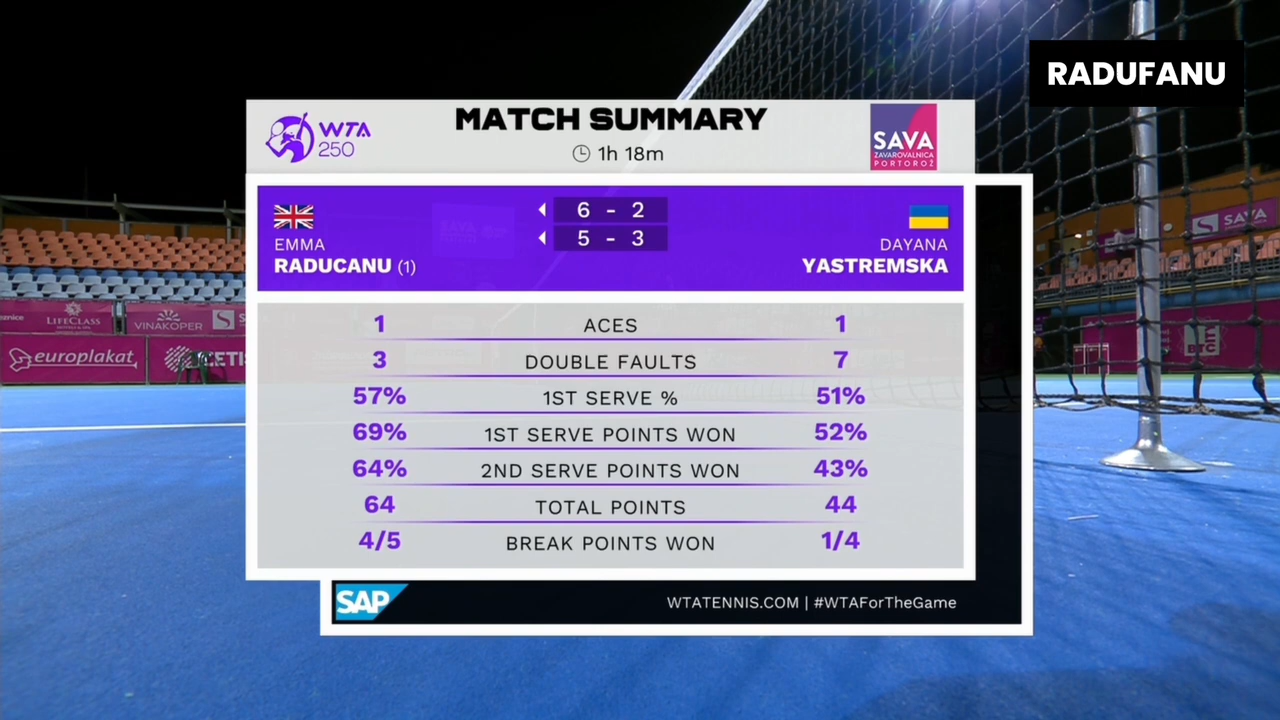 RADUFANU
WTA
250
MATCH SUMMARY
1h 18m
SAVA
ZAVAROVALNICA
PORTOROŽ
6 - 2
5 - 3
EMMA
RADUCANU (1)
DAYANA
YASTREMSKA
1 ACES 1
3 DOUBLE FAULTS 7
57% 1ST SERVE % 51%
69% 1ST SERVE POINTS WON 52%
64% 2ND SERVE POINTS WON 43%
64 TOTAL POINTS 44
4/5 BREAK POINTS WON 1/4
SAP
WTATENNIS.COM | #WTAForTheGame
LIFECLASS
VINAKOPER
europlakat
SAVA